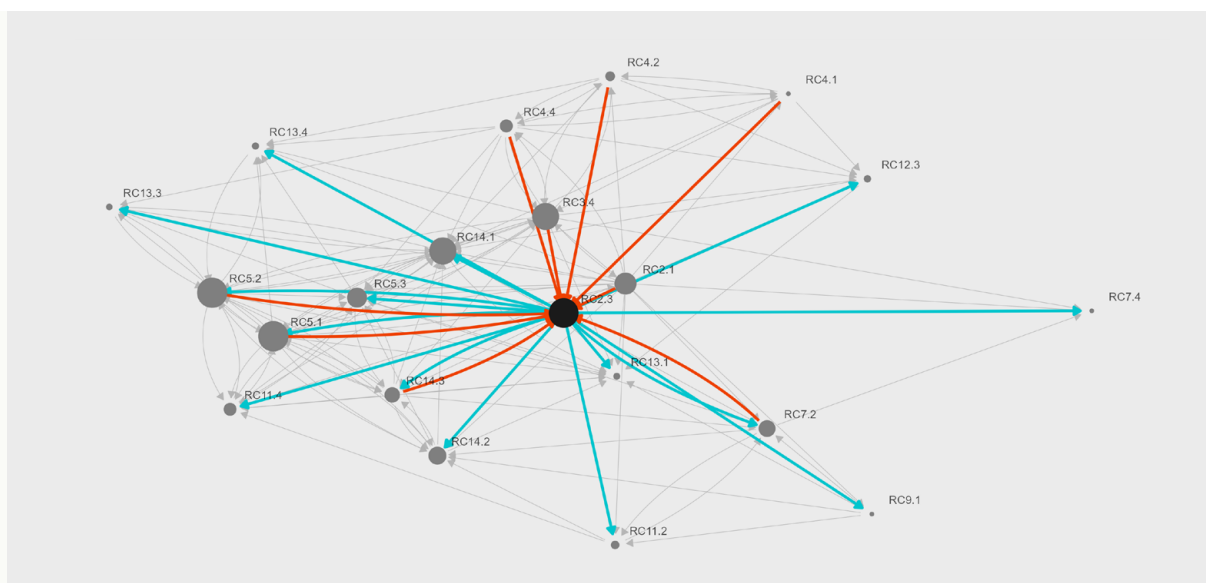 RC4.2
RC4.1
RC4.4
RC13.4
RC12.3
RC13.3
RC3.4
RC14.1
RC2.1
RC5.2
RC5.3
RC2.3
RC7.4
RC5.1
RC13.1
RC14.3
RC11.4
RC7.2
RC14.2
RC9.1
RC11.2